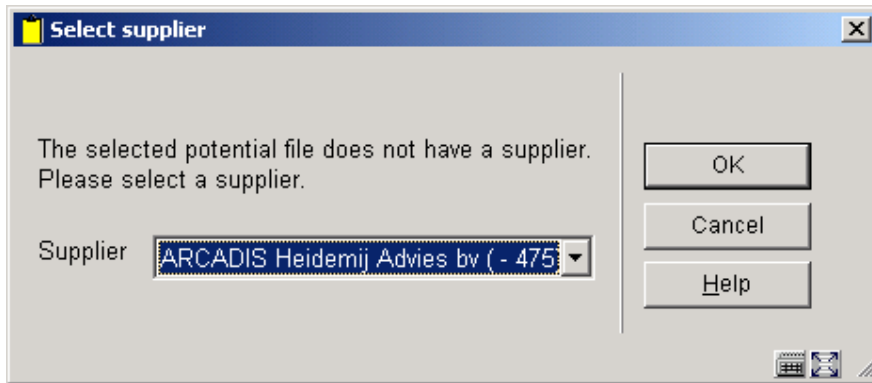 Select supplier
The selected potential file does not have a supplier.
Please select a supplier.
Supplier
ARCADIS Heidemij Advies bv ( - 475
OK
Cancel
Help